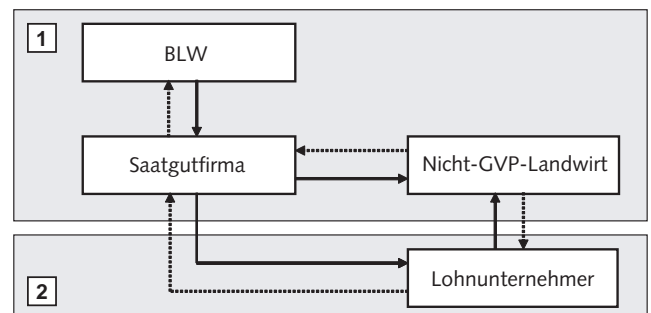 1
BLW
Saatgutfirma
Nicht-GVP-Landwirt
Lohnunternehmer
2